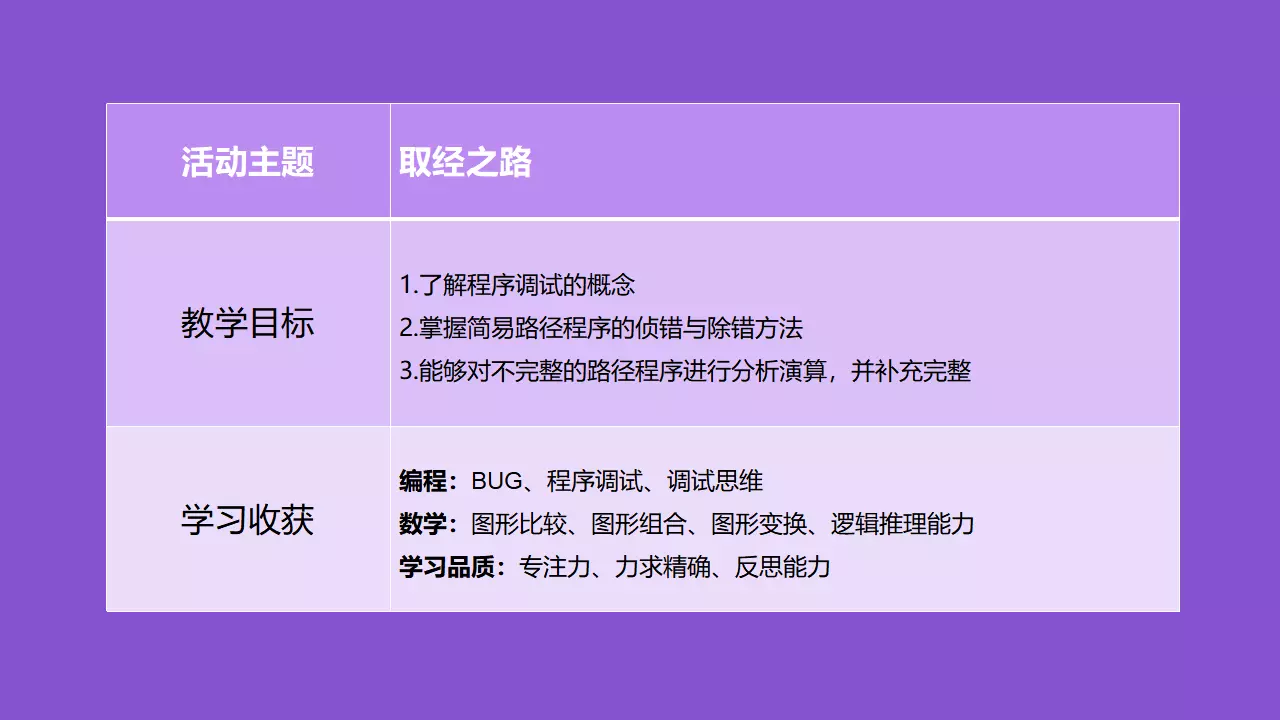 活动主题
取经之路
教学目标
1.了解程序调试的概念
2.掌握简易路径程序的侦错与除错方法
3.能够对不完整的路径程序进行分析演算，并补充完整
学习收获
编程：BUG、程序调试、调试思维
数学：图形比较、图形组合、图形变换、逻辑推理能力
学习品质：专注力、力求精确、反思能力